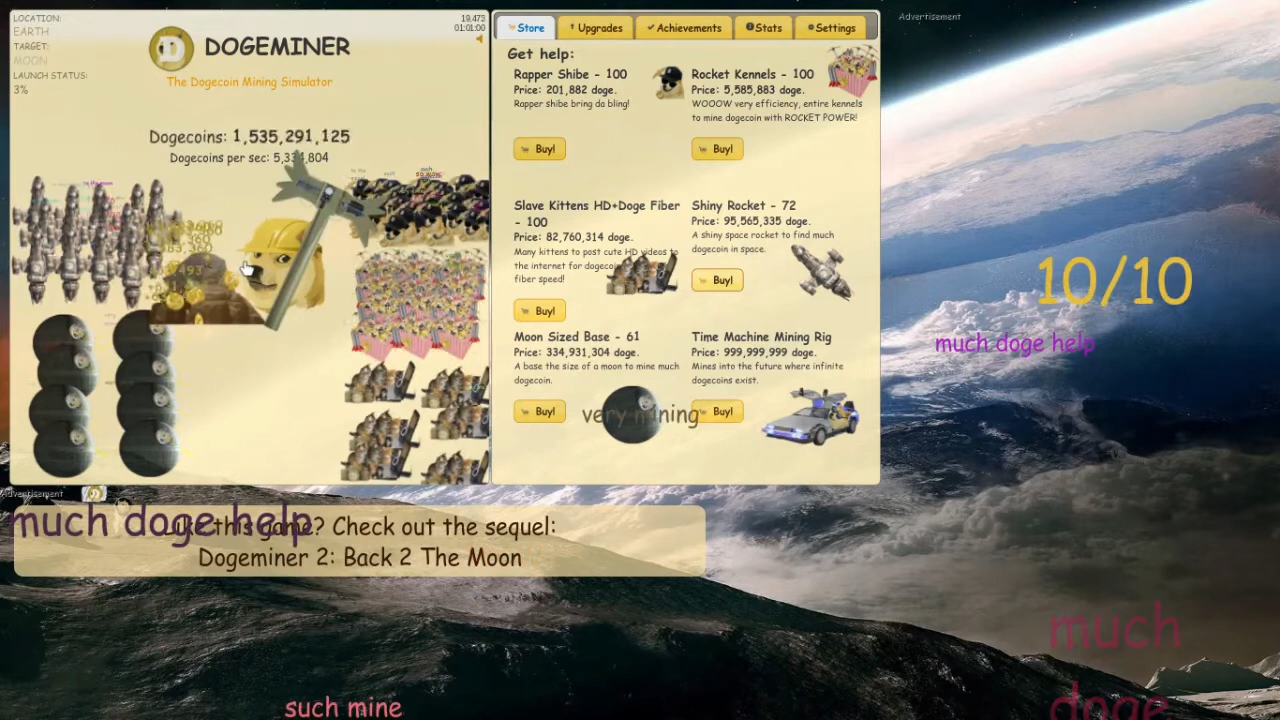 LOCATION:
EARTH
TARGET:
MOON
LAUNCH STATUS:
3%
DOGEMINER
19,473
01:01:00
The Dogecoin Mining Simulator
Dogecoins: 1,535,291,125
Dogecoins per sec:
Store
Upgrades
Achievements
Stats
Settings
Get help:
Rapper Shibe - 100
Price: 201,882 doge.
Rapper shibe bring da bling!
Buy!
Rocket Kennels - 100
Price: 5,585,883 doge.
WOOOW very efficiency, entire kennels
to mine dogecoin with ROCKET POWER!
Buy!
Slave Kittens HD+Doge Fiber
- 100
Price: 82,760,314 doge.
Many kittens to post cute HD videos to
the internet for
fiber speed!
Buy!
Shiny Rocket - 72
Price: 95,565,335 doge.
A shiny space rocket to find much
dogecoin in space.
Buy!
Moon Sized Base - 61
Price: 334,931,304 doge.
A base the size of a moon to mine much
dogecoin.
Buy!
Time Machine Mining Rig
Price: 999,999,999 doge.
Mines into the future where infinite
dogecoins exist.
Buy!
very mining
Advertisement
10/10
much doge help
Advertisement
much doge help
Like this game? Check out the sequel:
Dogeminer 2: Back 2 The Moon
such mine
much
doge